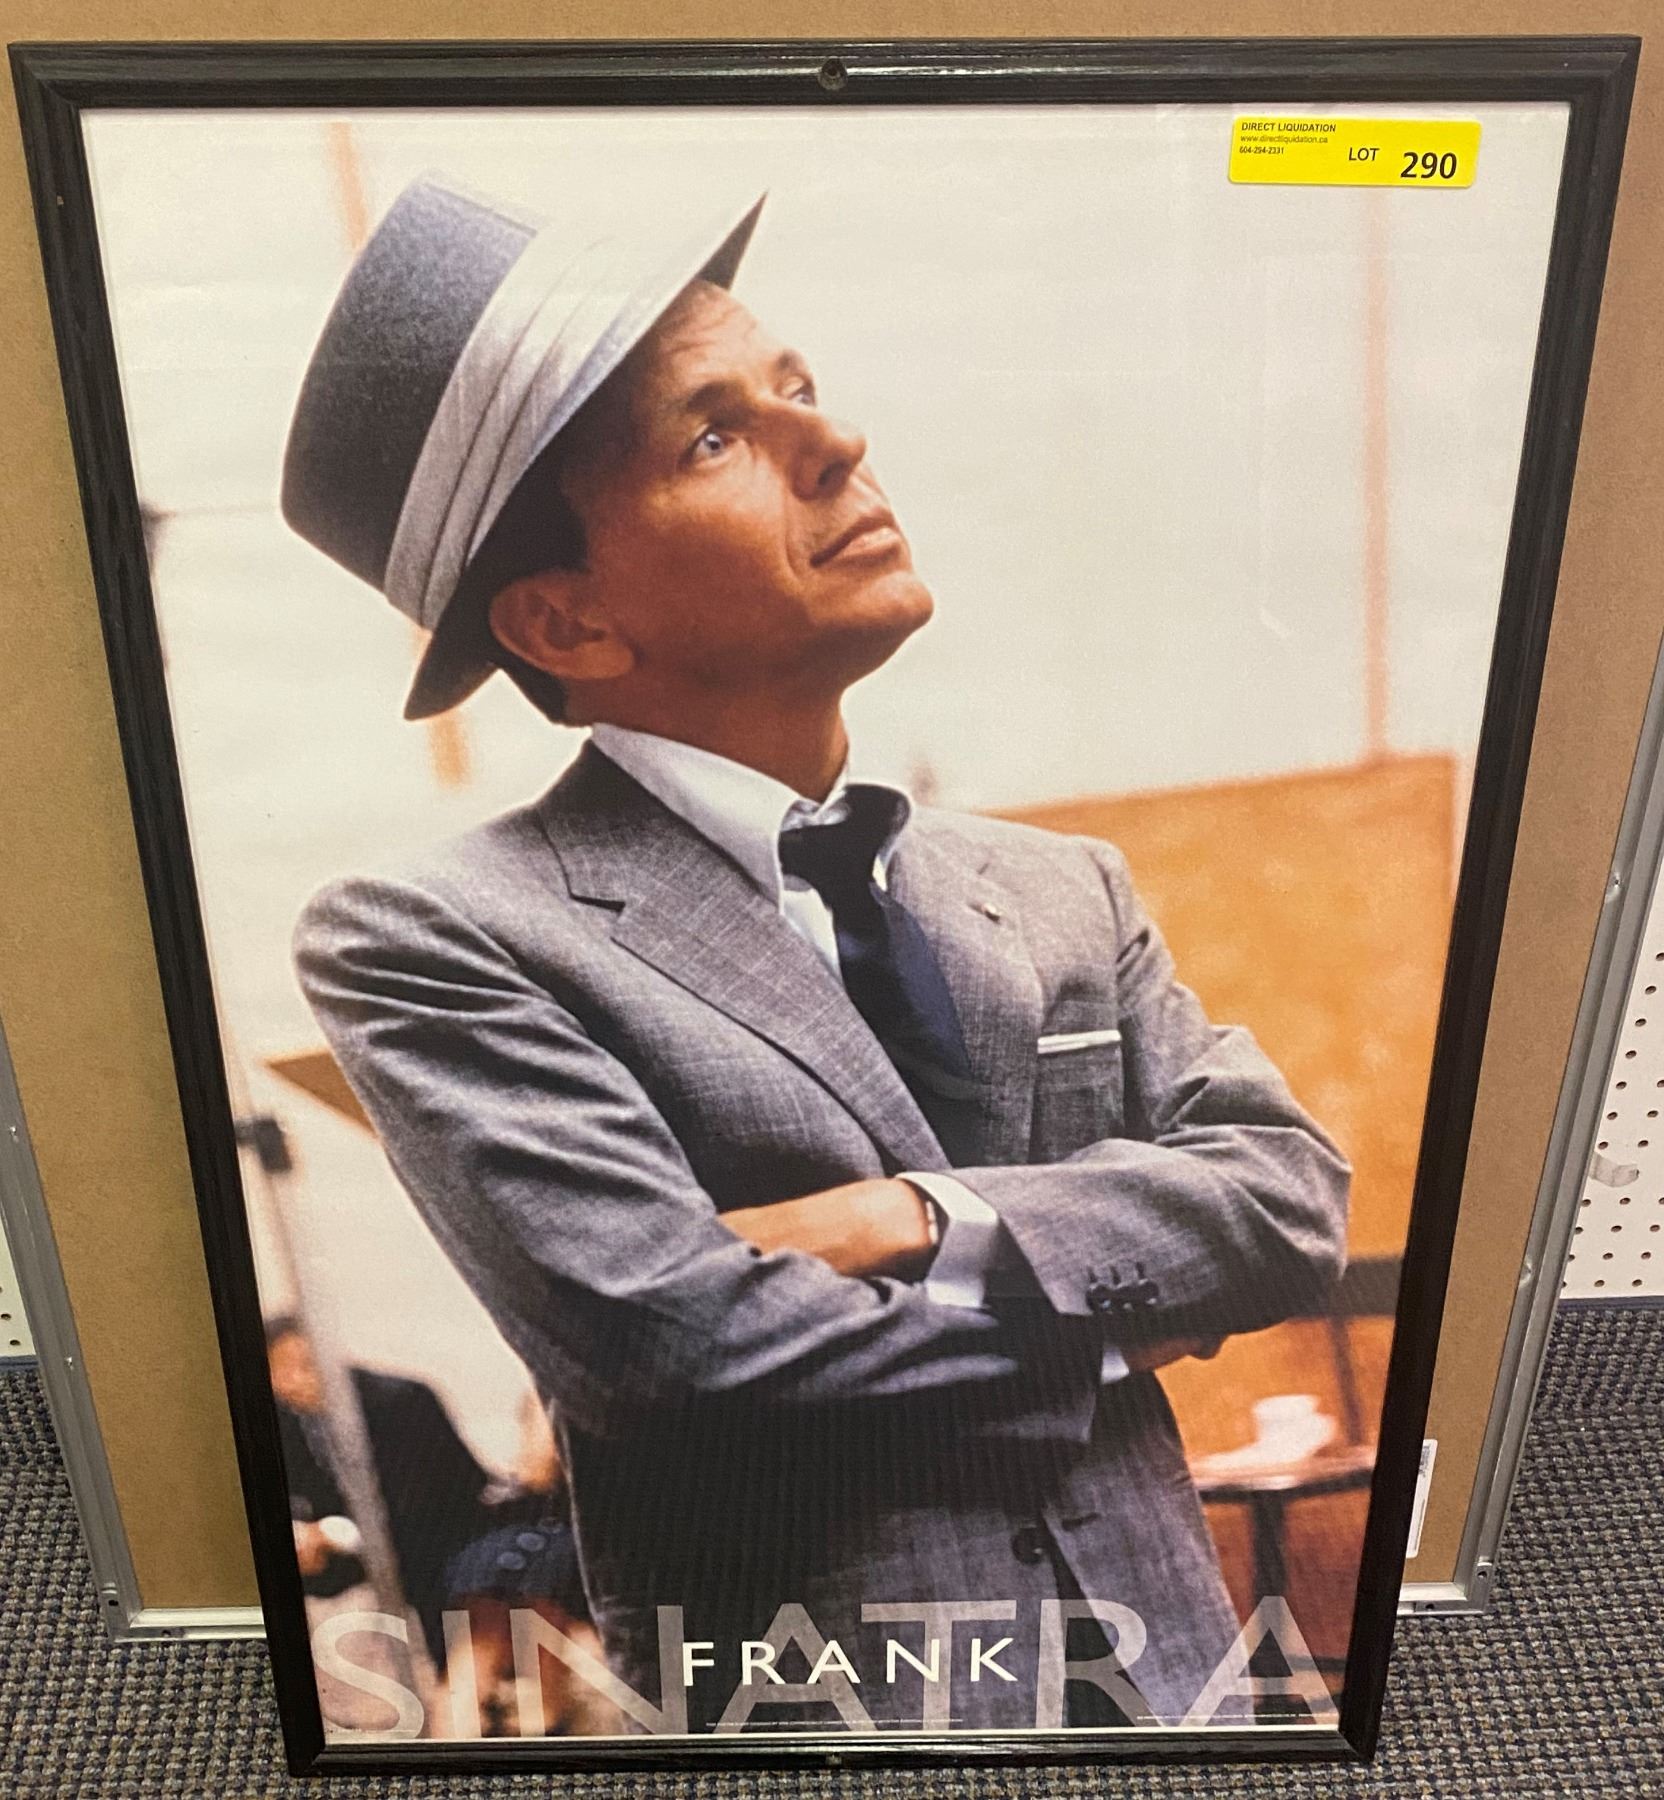 DIRECT LIQUIDATION
www.directliquidation.ca
604-294-2331
LOT 290
SINATRA
FRANK